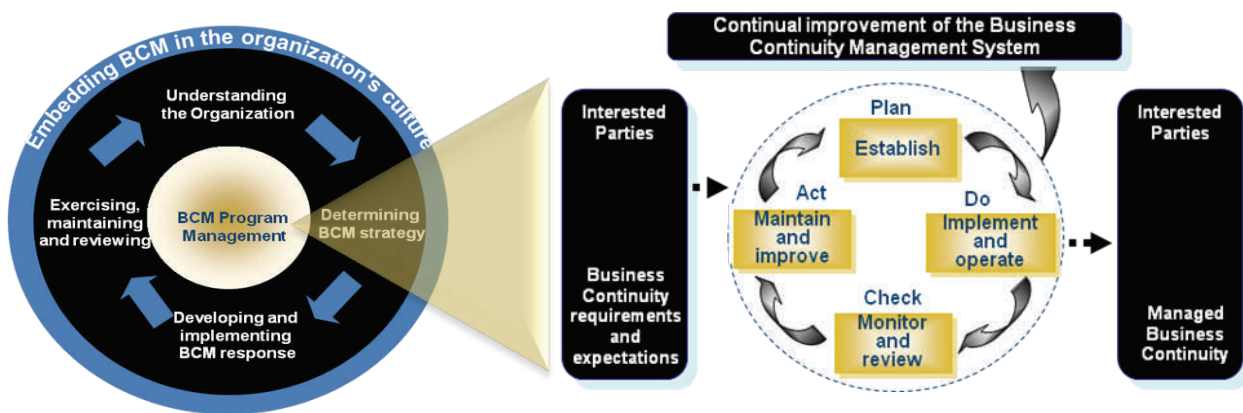 Embedding BCM in the organization's culture
Understanding
the Organization
Exercising,
maintaining
and reviewing
BCM Program
Management
Determining
BCM strategy
Developing and
implementing
BCM response
Continual improvement of the Business
Continuity Management System
Interested
Parties
Business
Continuity
requirements
and
expectations
Plan
Establish
Act
Maintain
and
improve
Do
Implement
and
operate
Check
Monitor
and
review
Interested
Parties
Managed
Business
Continuity